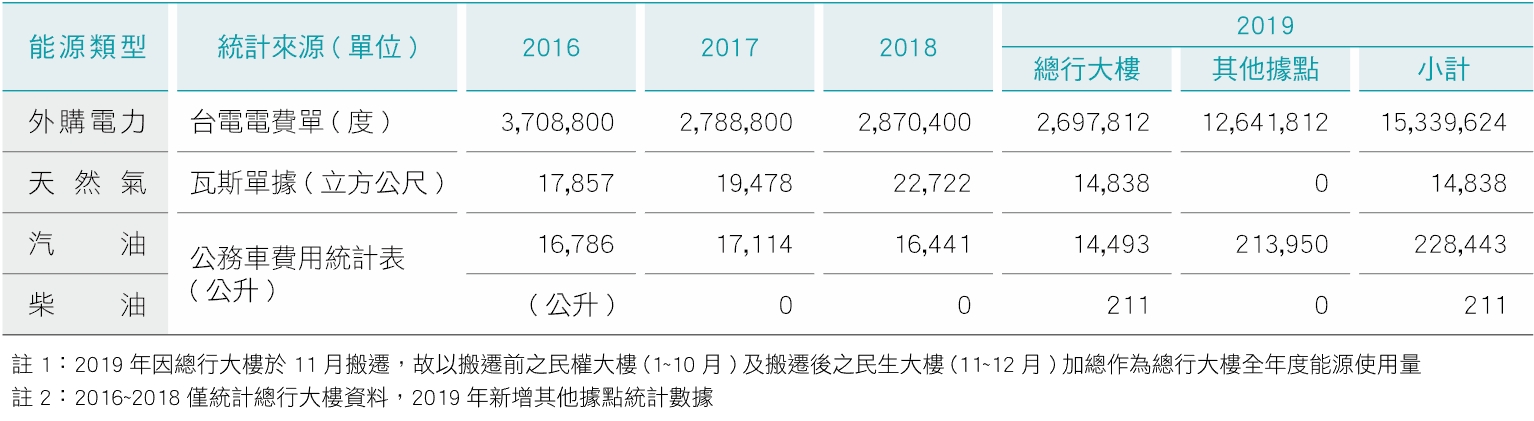 能源類型 統計來源(單位) 2016 2017 2018 2019
總行大樓 其他據點 小計
外購電力 台電電費單(度) 3,708,800 2,788,800 2,870,400 2,697,812 12,641,812 15,339,624
天然氣 瓦斯單據(立方公尺) 17,857 19,478 22,722 14,838 0 14,838
汽油 公務車費用統計表 16,786 17,114 16,441 14,493 213,950 228,443
(公升)
柴油 (公升) 0 0 211 0 211
註 1:2019 年因總行大樓於 11 月搬遷,故以搬遷前之民權大樓(1~10 月)及搬遷後之民生大樓(11~12 月)加總作為總行大樓全年度能源使用量
註 2:2016~2018 僅統計總行大樓資料,2019 年新增其他據點統計數據